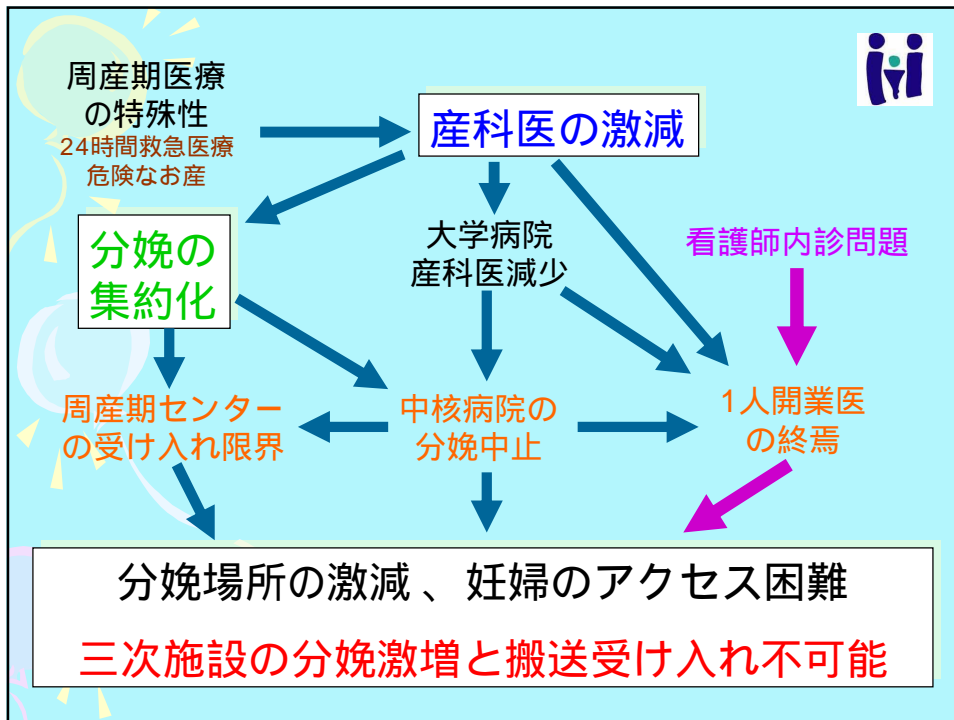 周産期医療
の特殊性
24時間救急医療
危険なお産
産科医の激減
分娩の
集約化
大学病院
産科医減少
看護師内診問題
周産期センター
の受け入れ限界
中核病院の
分娩中止
1人開業医
の終焉
分娩場所の激減、妊婦のアクセス困難
三次施設の分娩激増と搬送受け入れ不可能